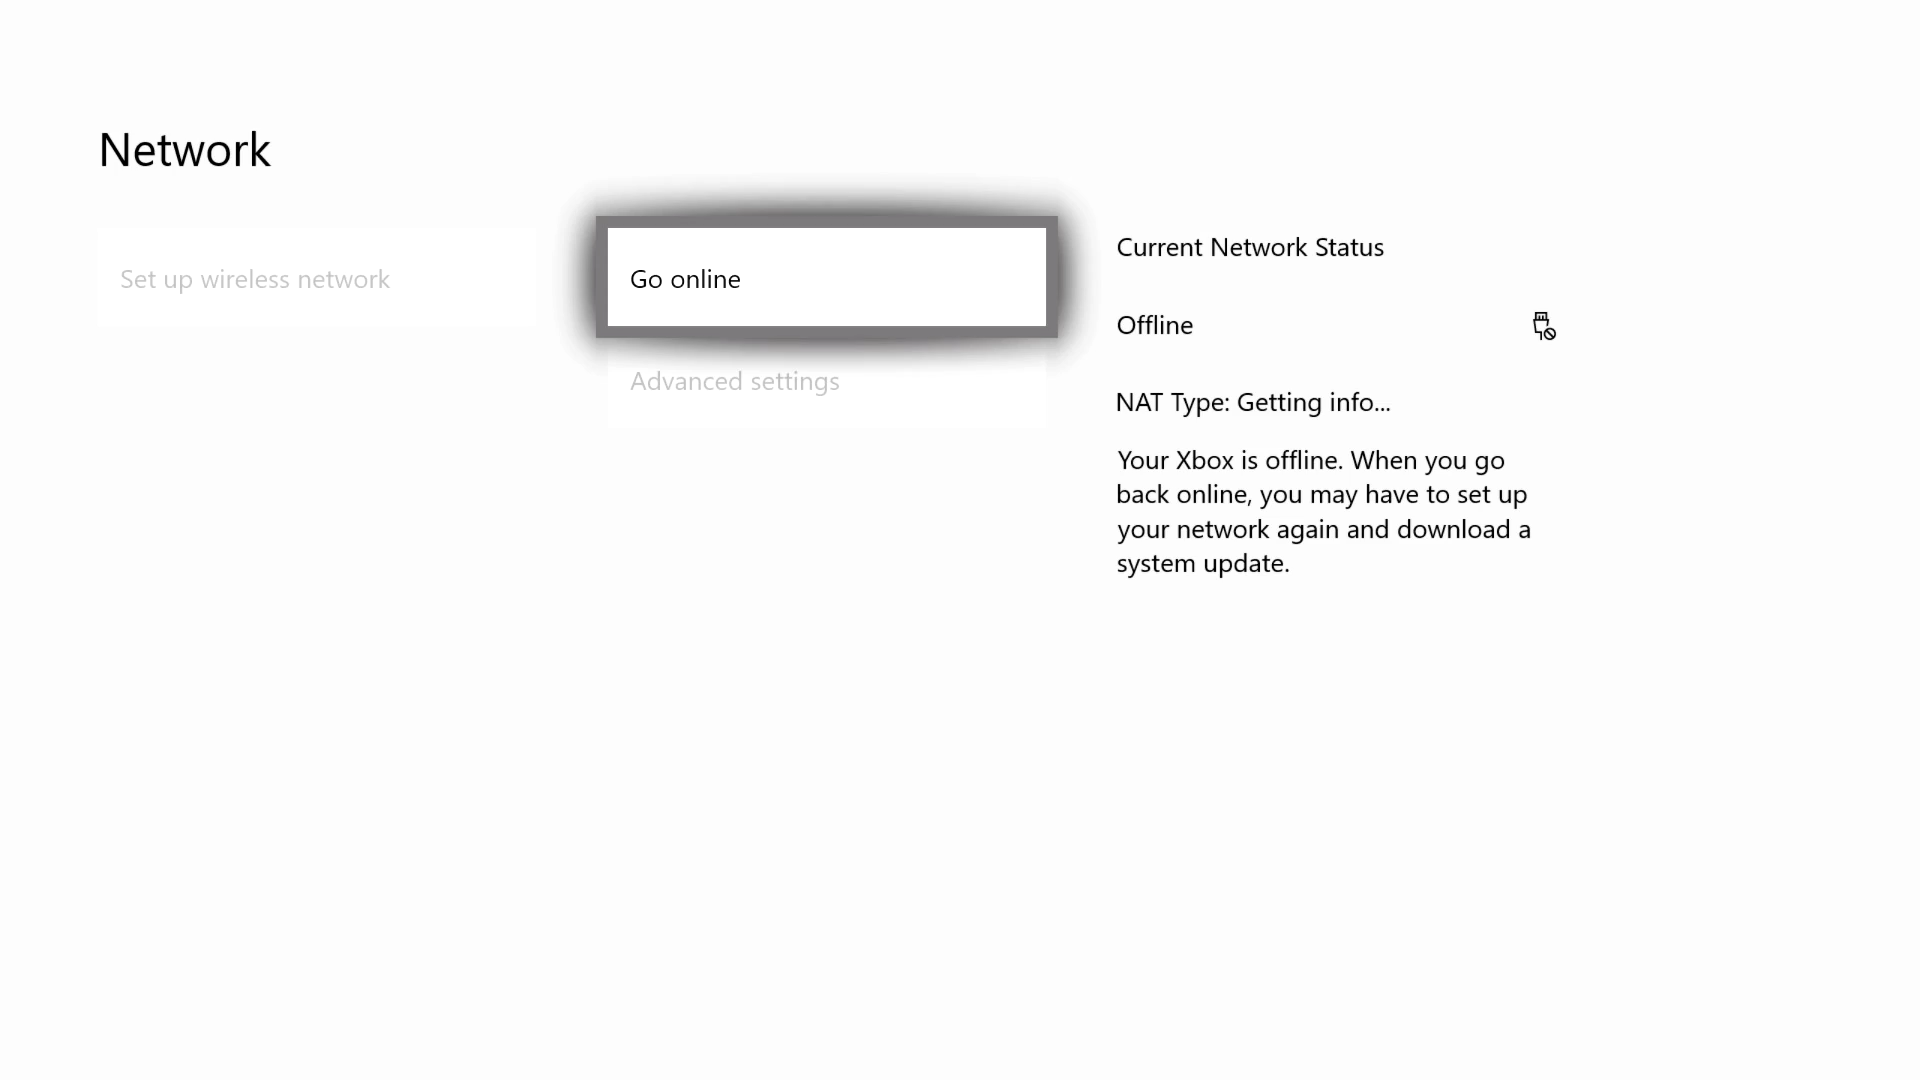 Network
Set up wireless network
Go online
Advanced settings
Current Network Status
Offline
NAT Type: Getting info...
Your Xbox is offline. When you go
back online, you may have to set up
your network again and download a
system update.